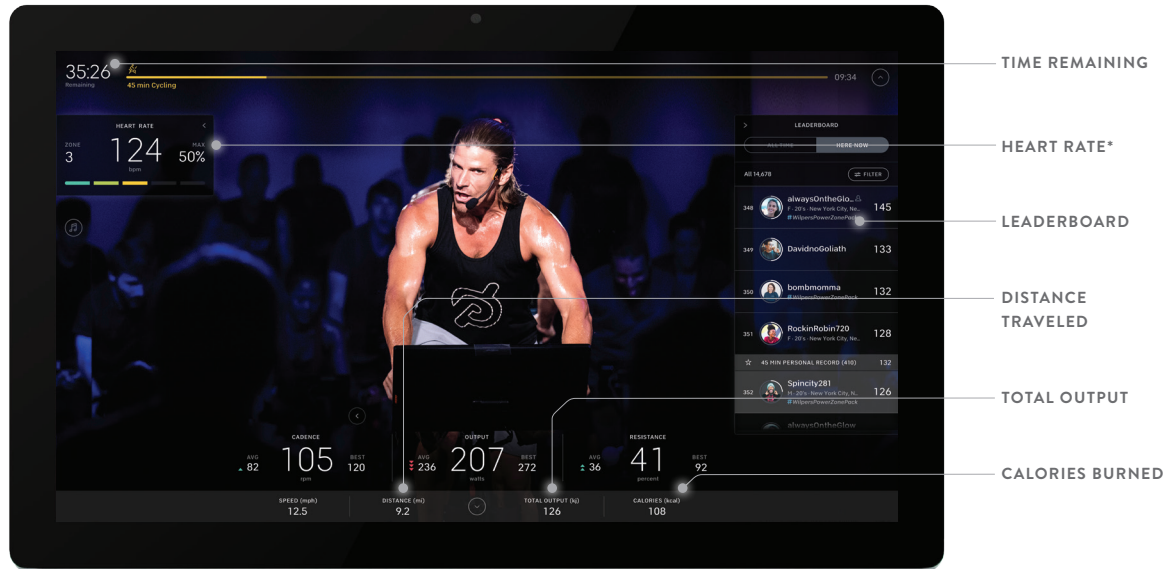 35:26
Remaining
45 min Cycling
09:34
TIME REMAINING
HEART RATE
ZONE
3
124
bpm
MAX
50%
HEART RATE*
LEADERBOARD
ALL TIME
HERE NOW
All 14,678
FILTER
348
alwaysOntheGlo..
F · 20's · New York City, Ne..
#WilpersPowerZonePack
145
LEADERBOARD
349
DavidnoGoliath
133
350
bombmomma
#WilpersPowerZonePack
132
DISTANCE
TRAVELED
351
RockinRobin720
F · 20's · New York City, Ne..
128
45 MIN PERSONAL RECORD (410)
132
352
Spincity281
M · 20's · New York City, N..
#WilpersPowerZonePack
126
alwaysOntheGlow
TOTAL OUTPUT
CADENCE
AVG
82
105
rpm
BEST
120
OUTPUT
AVG
236
207
watts
BEST
272
RESISTANCE
AVG
36
41
percent
BEST
92
CALORIES BURNED
SPEED (mph)
12.5
DISTANCE (mi)
9.2
TOTAL OUTPUT (kj)
126
CALORIES (kcal)
108